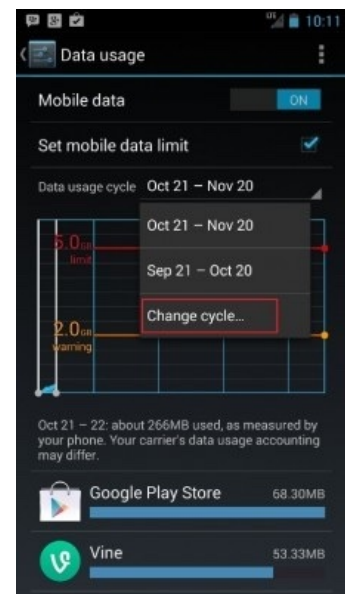 LTE 10:11
Data usage
Mobile data ON
Set mobile data limit
Data usage cycle Oct 21 – Nov 20
Oct 21 – Nov 20
Sep 21 – Oct 20
Change cycle...
5.0GB
limit
2.0GB
warning
Oct 21 – 22: about 266MB used, as measured by
your phone. Your carrier's data usage accounting
may differ.
Google Play Store 68.30MB
Vine 53.33MB